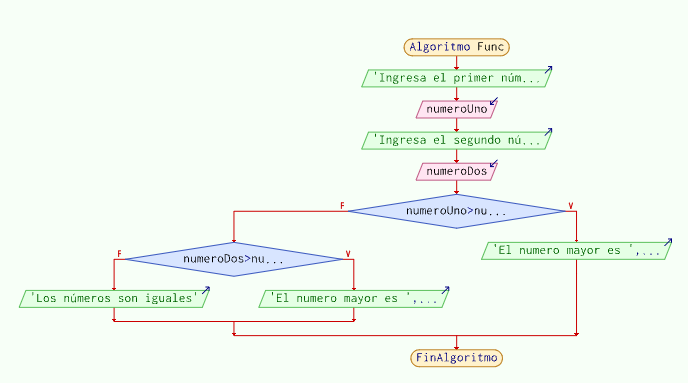 Algoritmo Func
'Ingresa el primer núm...
numeroUno
'Ingresa el segundo nú...
numeroDos
F
V
numeroUno>nu...
'El numero mayor es ',...
F
V
numeroDos>nu...
'Los números son iguales'
'El numero mayor es ',...
FinAlgoritmo